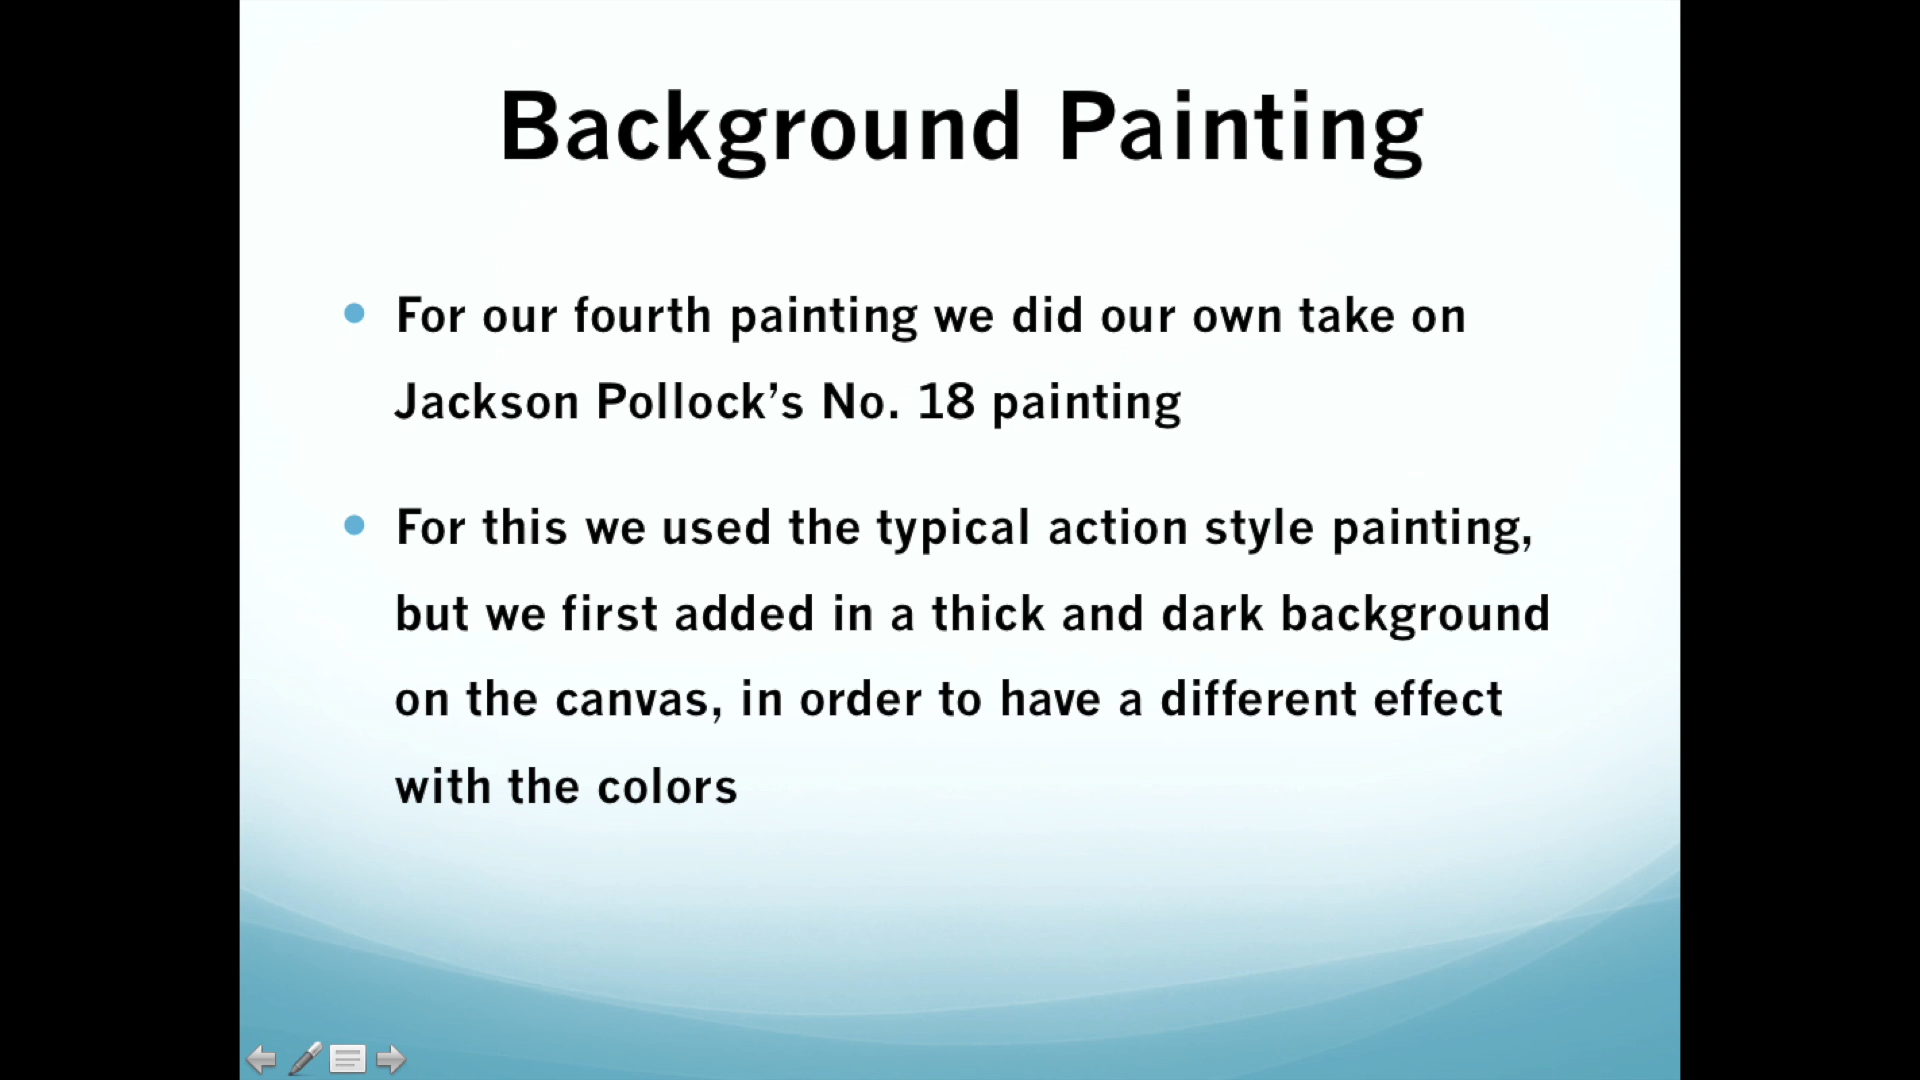 Background Painting
For our fourth painting we did our own take on
Jackson Pollock’s No. 18 painting
For this we used the typical action style painting,
but we first added in a thick and dark background
on the canvas, in order to have a different effect
with the colors